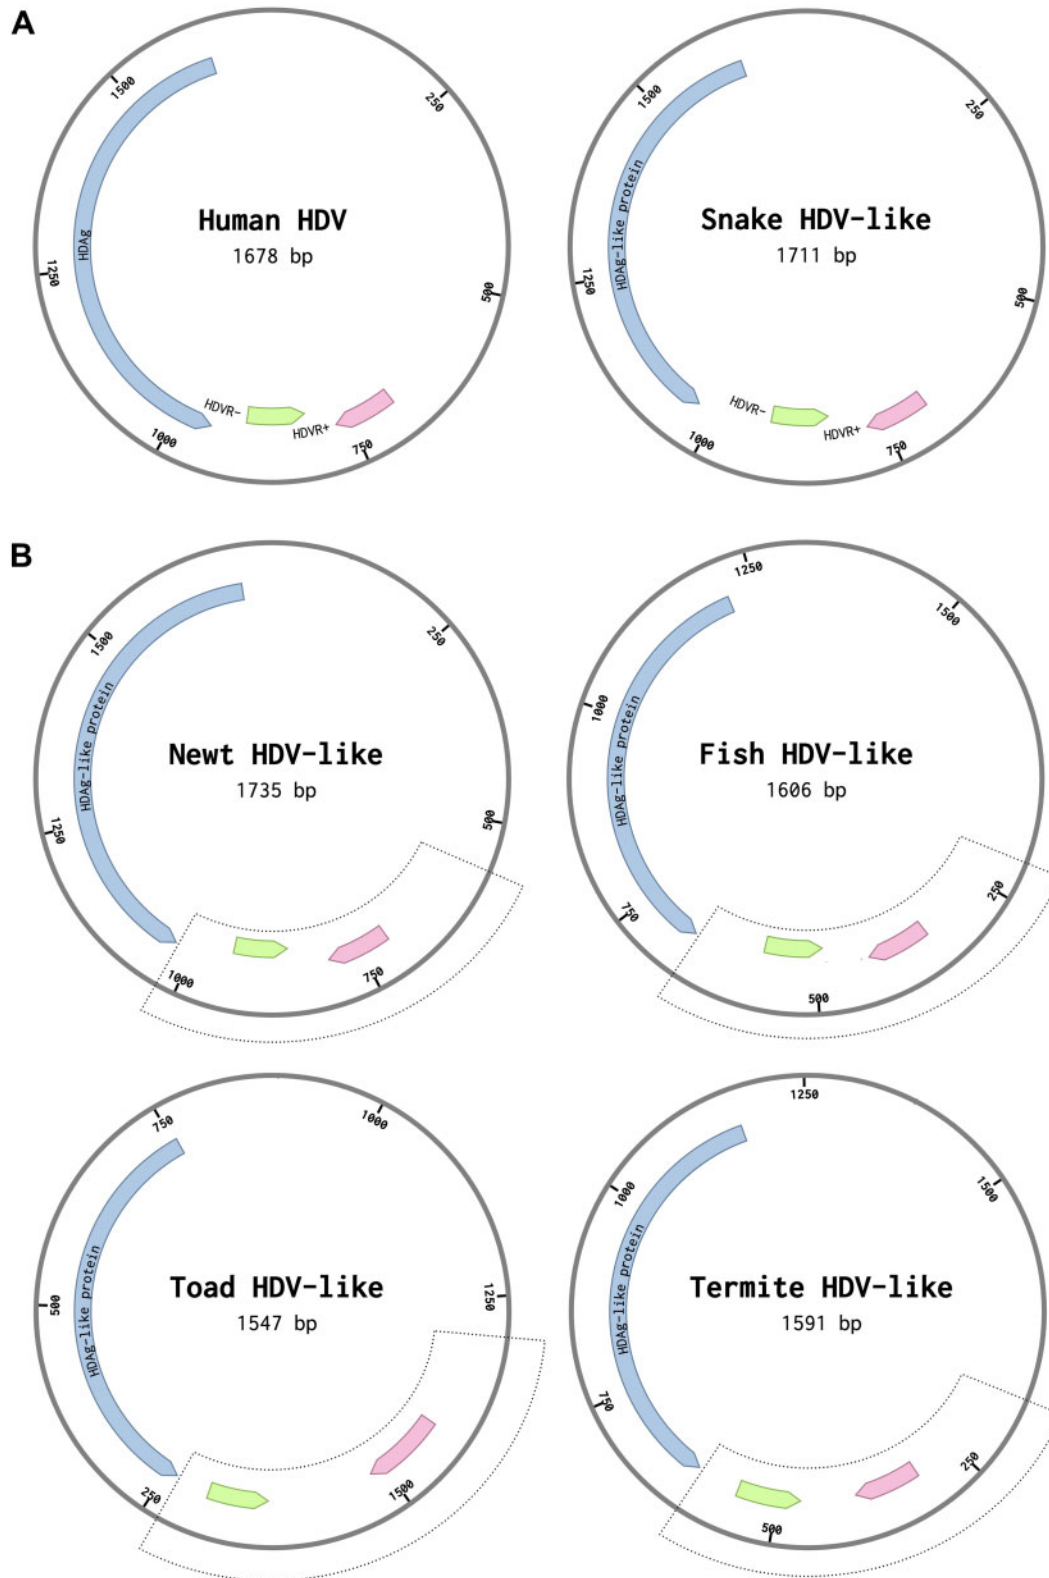 A
1500
250
HDAg
Human HDV
1678 bp
1250
500
HDVR-
HDVR+
1000
750
1500
250
HDAg-like protein
Snake HDV-like
1711 bp
1250
500
HDVR-
HDVR+
1000
750
B
1500
250
HDAg-like protein
Newt HDV-like
1735 bp
1250
500
1000
750
1250
1500
1000
HDAg-like protein
Fish HDV-like
1606 bp
750
250
500
750
1000
HDAg-like protein
Toad HDV-like
1547 bp
500
1250
250
1500
1250
1000
1500
HDAg-like protein
Termite HDV-like
1591 bp
750
250
500